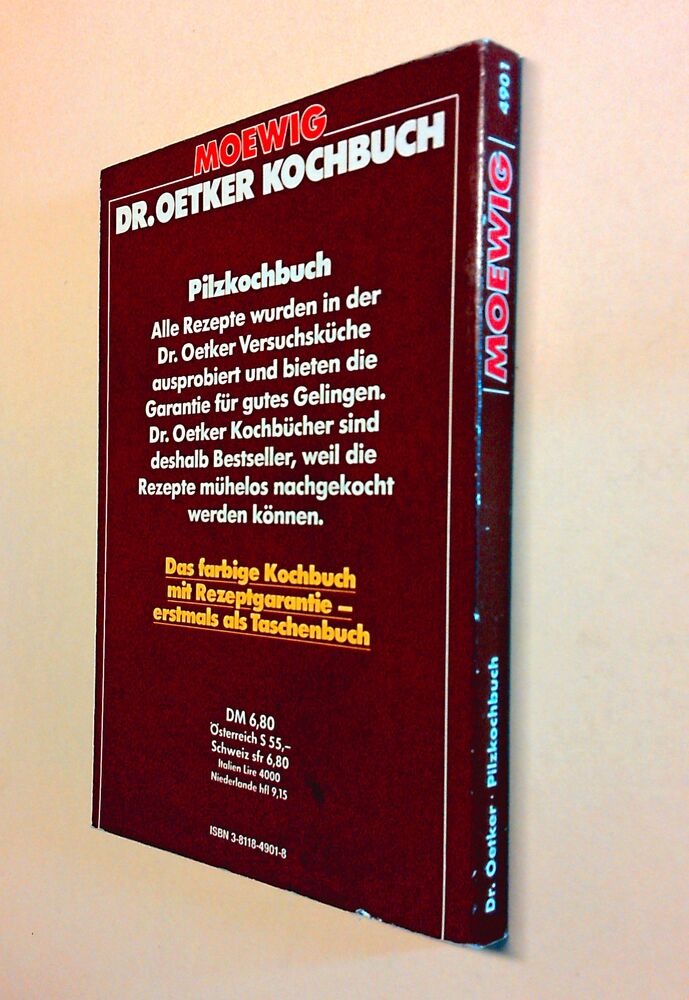 MOEWIG
DR. OETKER KOCHBUCH
Pilzkochbuch
Alle Rezepte wurden in der
Dr. Oetker Versuchsküche
ausprobiert und bieten die
Garantie für gutes Gelingen.
Dr. Oetker Kochbücher sind
deshalb Bestseller, weil die
Rezepte mühelos nachgekocht
werden können.
Das farbige Kochbuch
mit Rezeptgarantie –
erstmals als Taschenbuch
DM 6,80
Österreich S 55,–
Schweiz sfr 6,80
Italien Lire 4000
Niederlande hfl 9,15
ISBN 3-8118-4901-8
Dr. Oetker · Pilzkochbuch
MOEWIG
4901